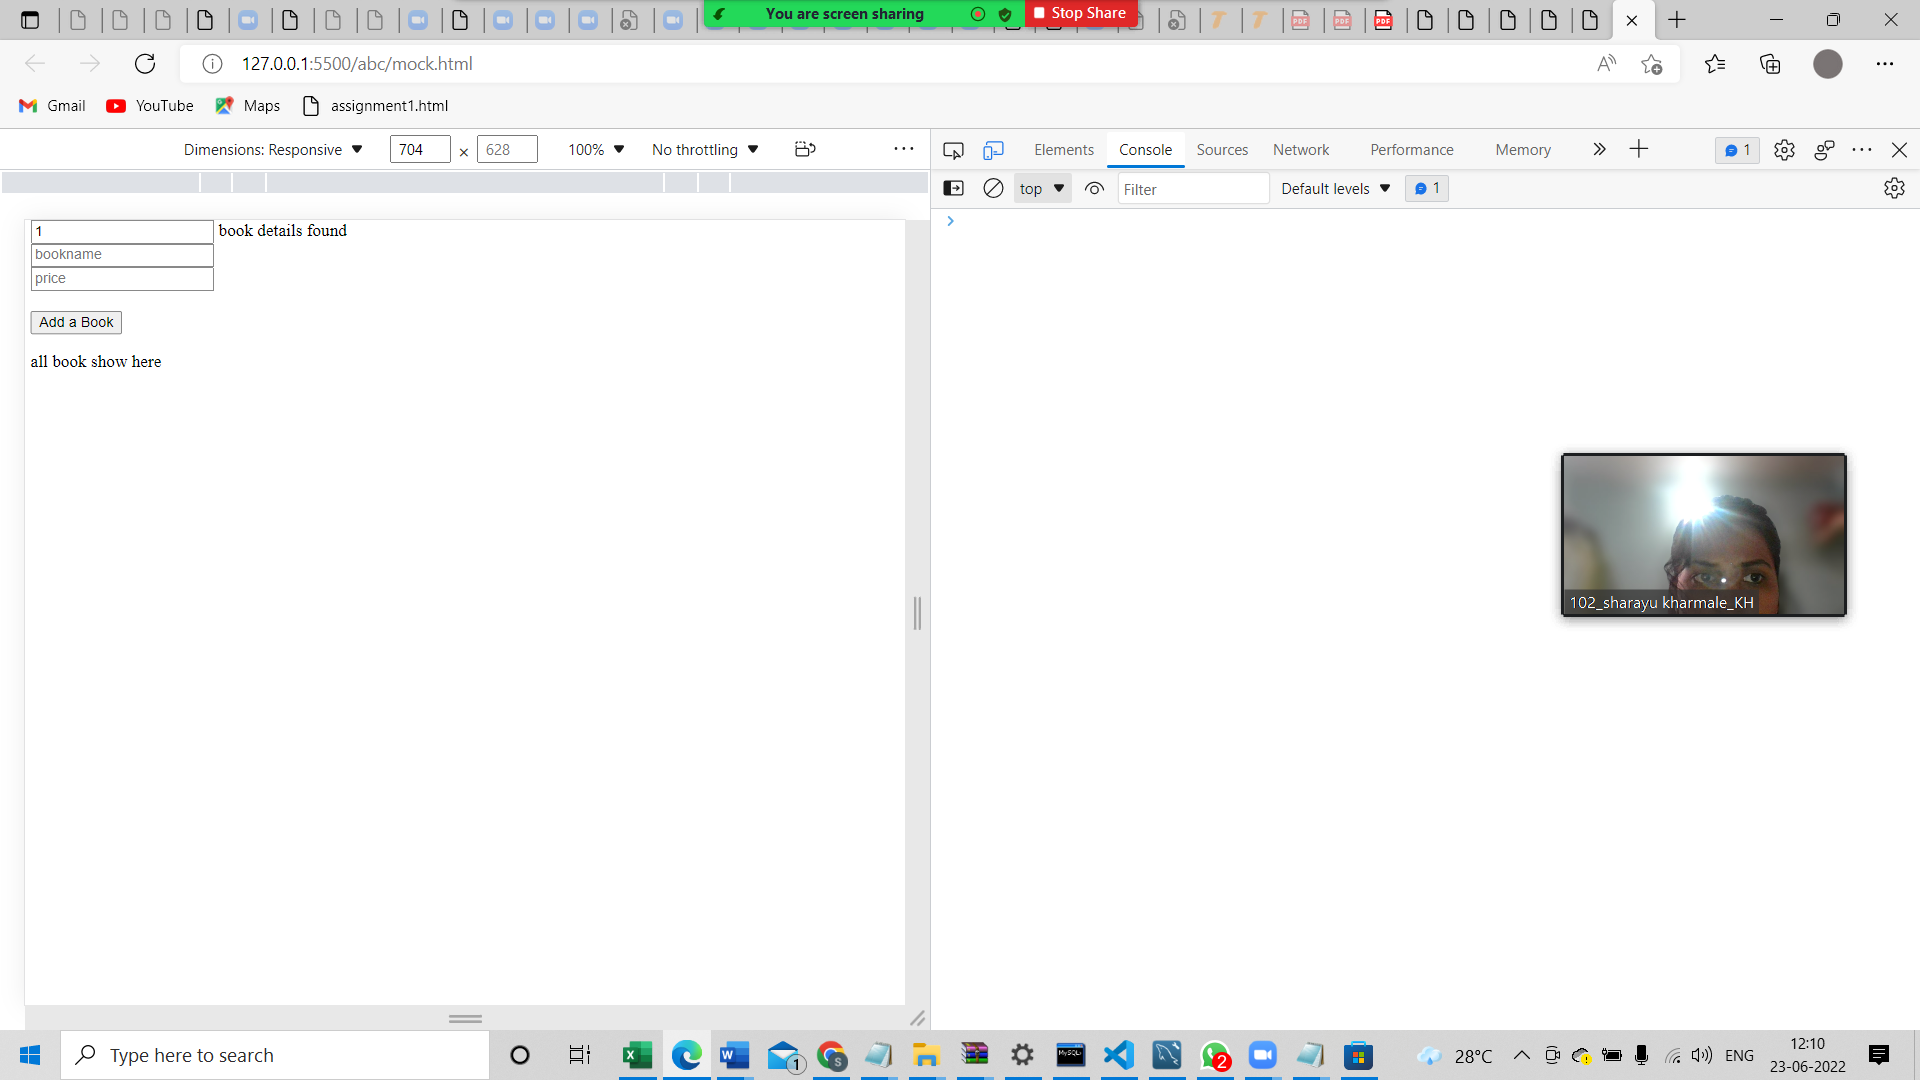 You are screen sharing
Stop Share
127.0.0.1:5500/abc/mock.html
Gmail
YouTube
Maps
assignment1.html
Dimensions: Responsive
704
×
628
100%
No throttling
Elements
Console
Sources
Network
Performance
Memory
1
top
Filter
Default levels
1
1
book details found
bookname
price
Add a Book
all book show here
102_sharayu kharmale_KH
Type here to search
1
S
MySQL
2
28°C
ENG
12:10
23-06-2022